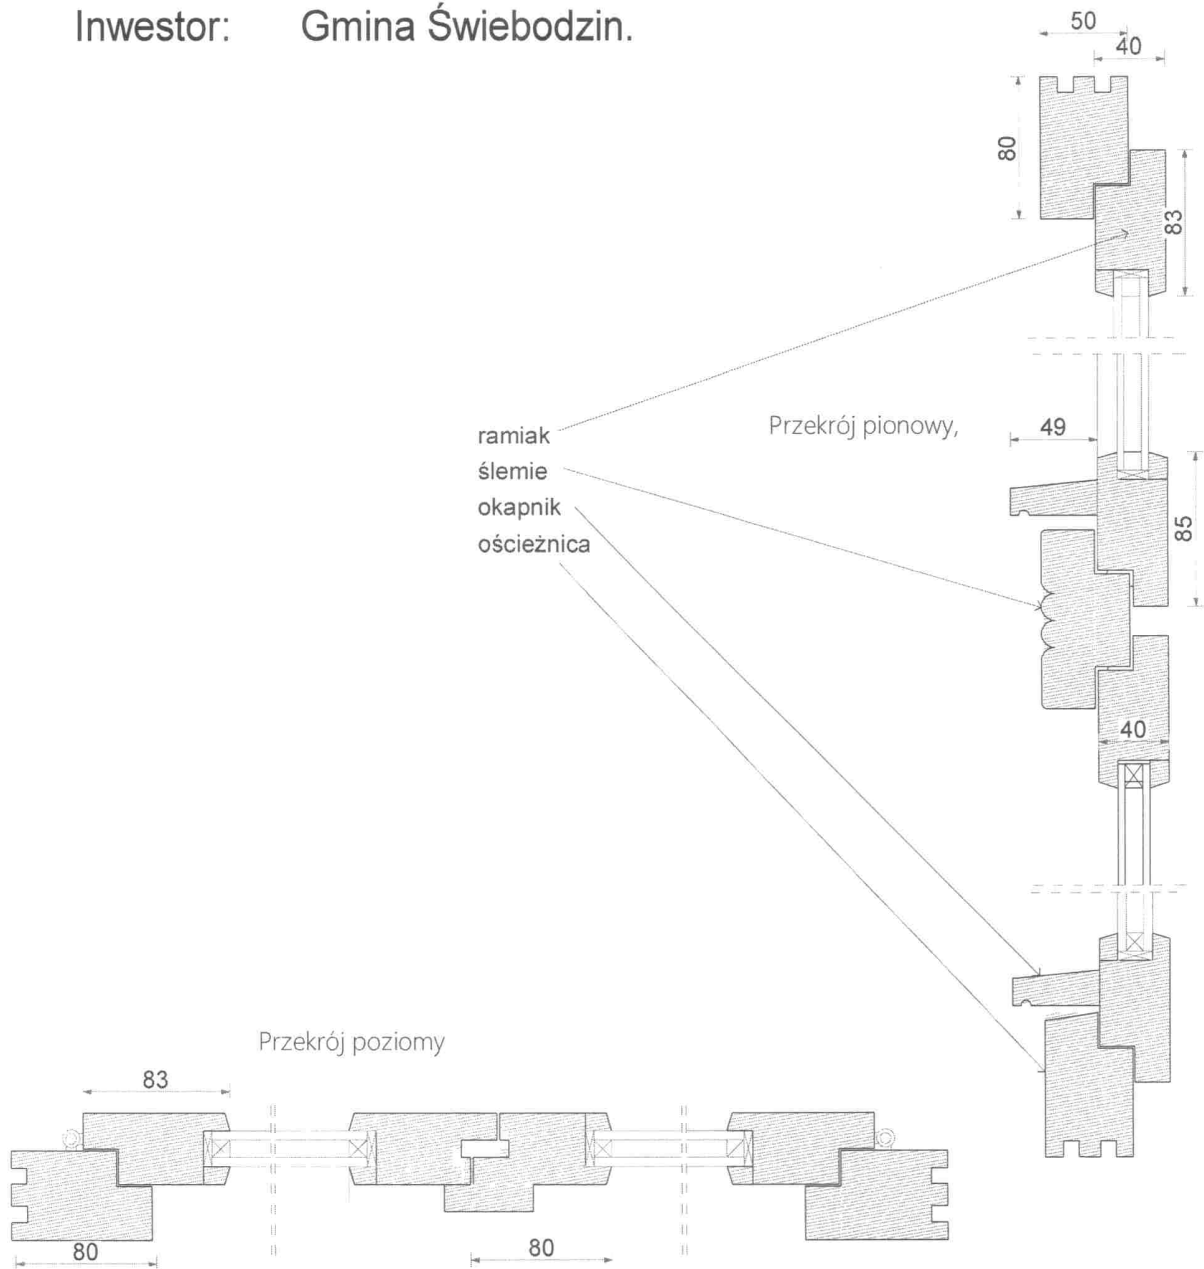 Inwestor: Gmina Świebodzin.
50
40
80
83
ramiak
ślemie
okapnik
ościeżnica
Przekrój pionowy,
49
85
40
Przekrój poziomy
83
80
80